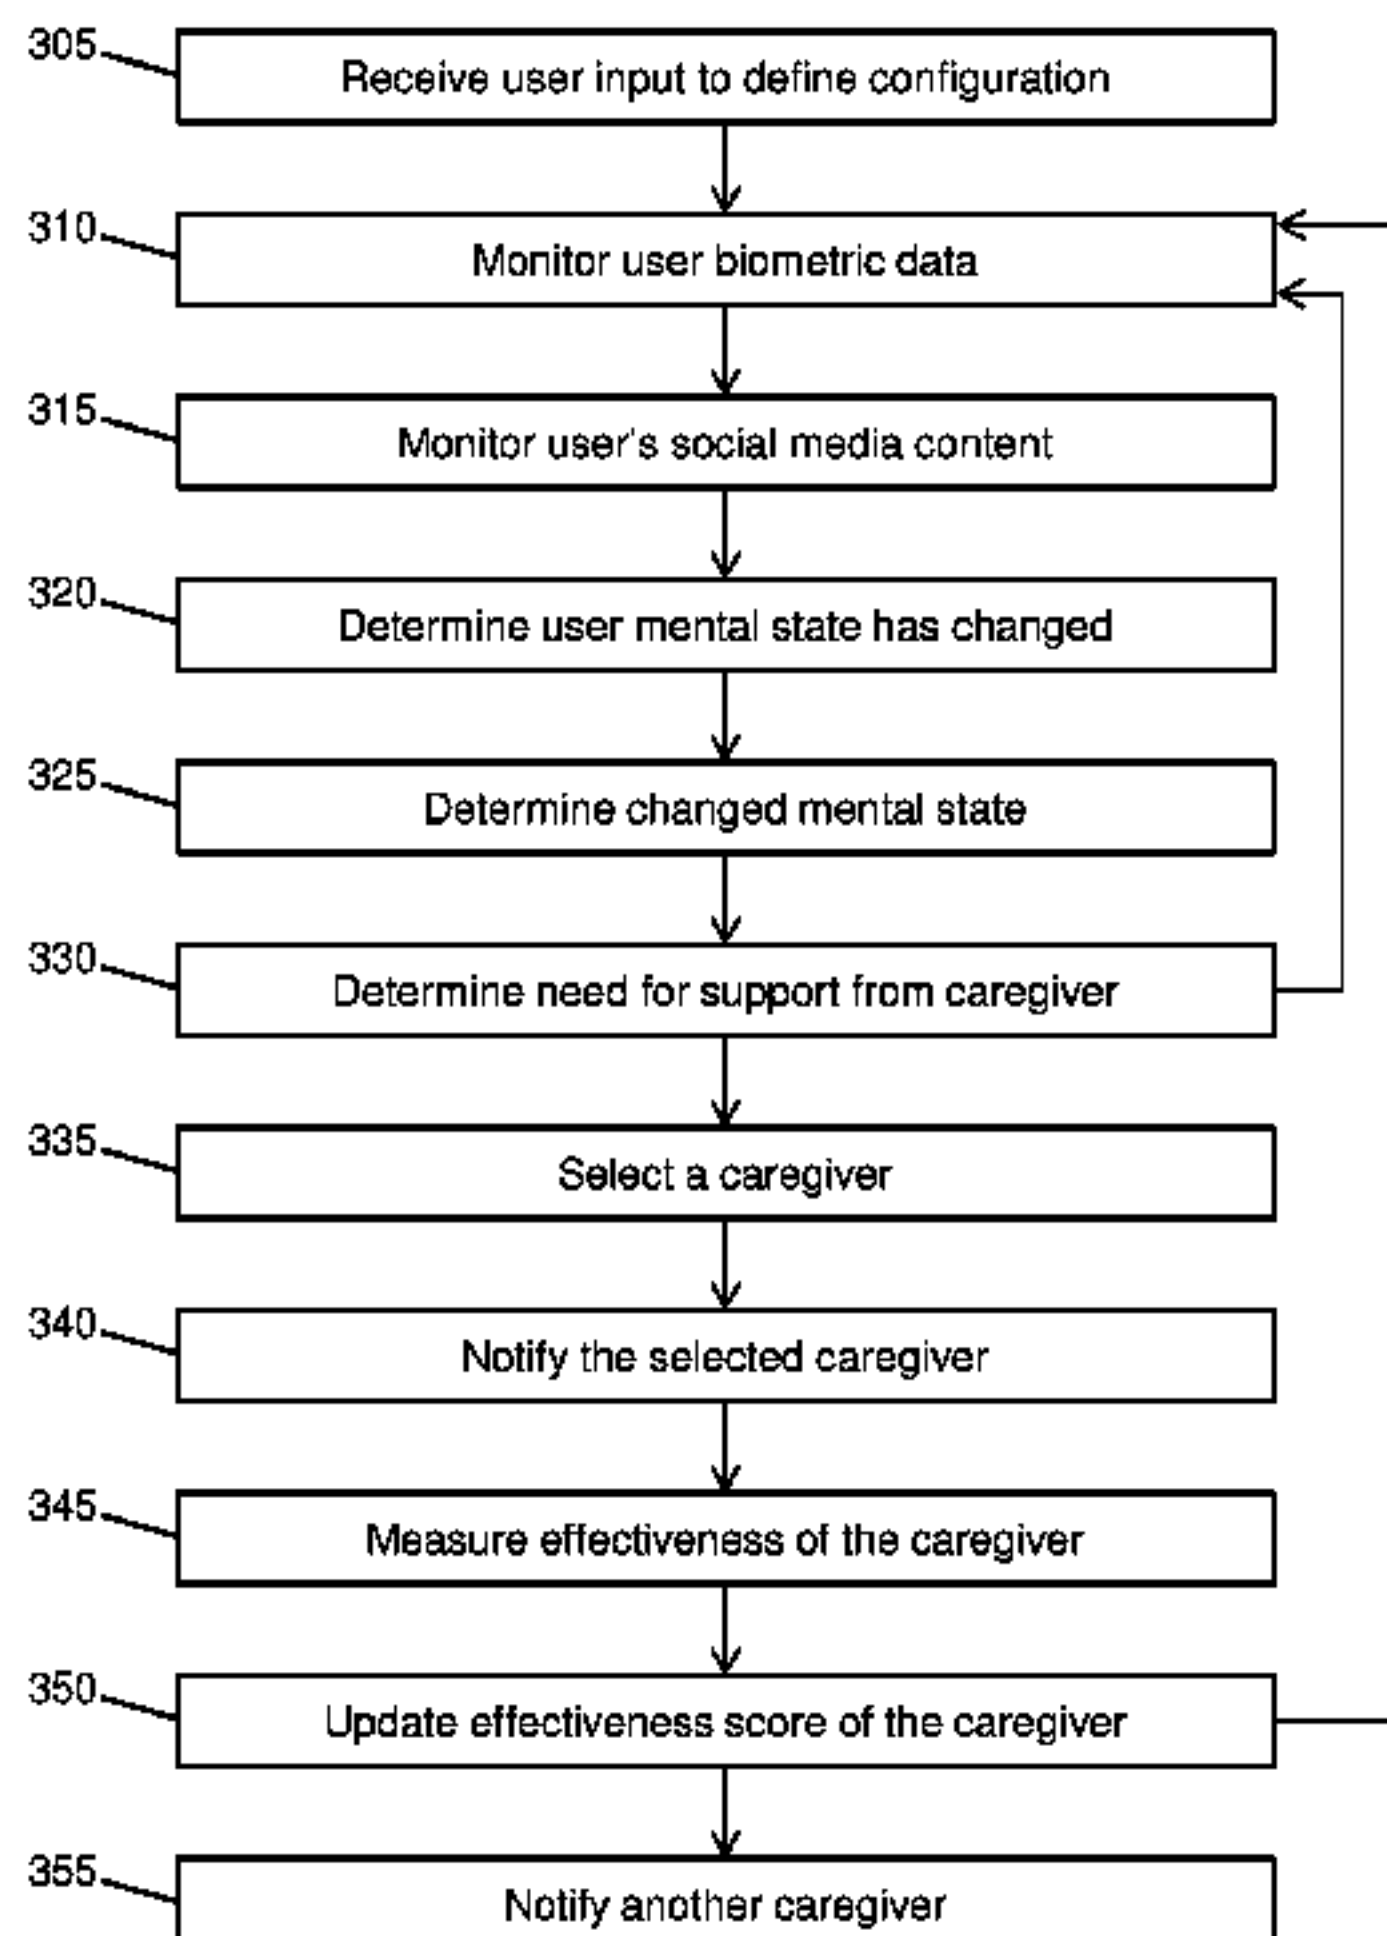 305
Receive user input to define configuration
310
Monitor user biometric data
315
Monitor user's social media content
320
Determine user mental state has changed
325
Determine changed mental state
330
Determine need for support from caregiver
335
Select a caregiver
340
Notify the selected caregiver
345
Measure effectiveness of the caregiver
350
Update effectiveness score of the caregiver
355
Notify another caregiver